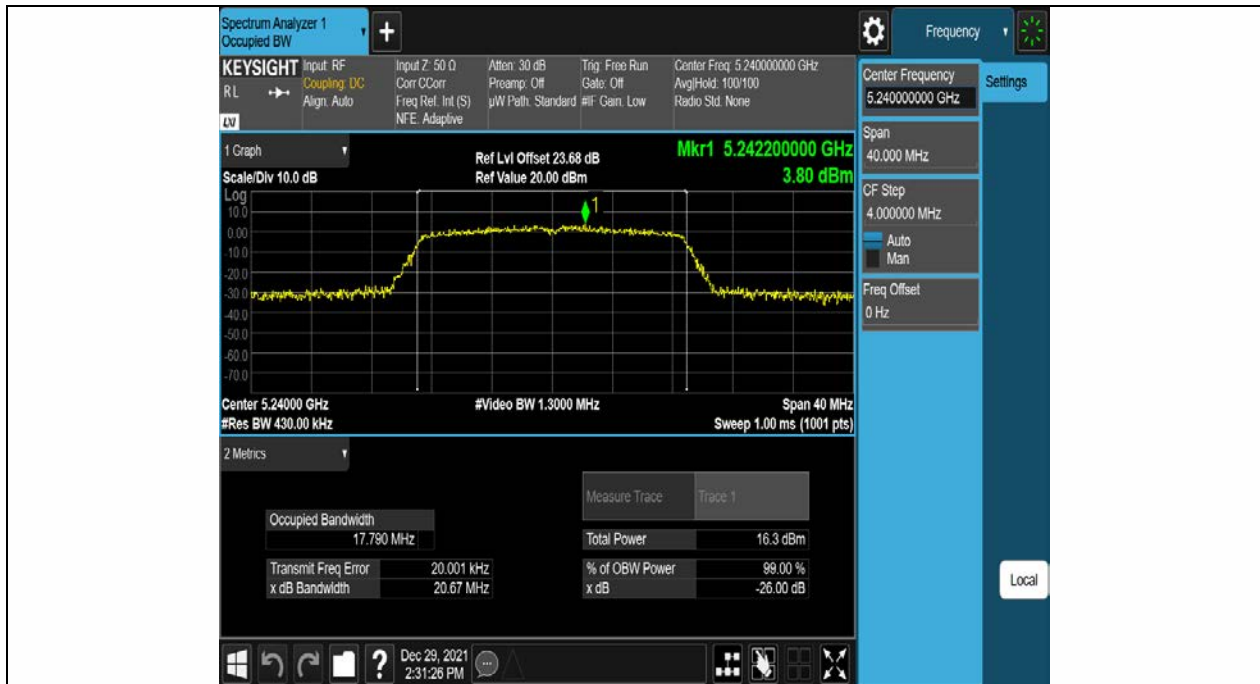 Spectrum Analyzer 1
Occupied BW
+
Frequency
KEYSIGHT
RL
LXI
Input: RF
Coupling: DC
Align: Auto
Input Z: 50 Ω
Corr CCorr
Freq Ref: Int (S)
NFE: Adaptive
Atten: 30 dB
Preamp: Off
µW Path: Standard
Trig: Free Run
Gate: Off
#IF Gain: Low
Center Freq: 5.240000000 GHz
Avg|Hold: 100/100
Radio Std: None
Center Frequency
5.240000000 GHz
Settings
Span
40.000 MHz
CF Step
4.000000 MHz
Auto
Man
Freq Offset
0 Hz
Local
1 Graph
Scale/Div 10.0 dB
Ref Lvl Offset 23.68 dB
Ref Value 20.00 dBm
Mkr1 5.242200000 GHz
3.80 dBm
Log
10.0
0.00
-10.0
-20.0
-30.0
-40.0
-50.0
-60.0
-70.0
1
Center 5.24000 GHz
#Res BW 430.00 kHz
#Video BW 1.3000 MHz
Span 40 MHz
Sweep 1.00 ms (1001 pts)
2 Metrics
Measure Trace Trace 1
Occupied Bandwidth
17.790 MHz
Total Power 16.3 dBm
Transmit Freq Error 20.001 kHz
% of OBW Power 99.00 %
x dB Bandwidth 20.67 MHz
x dB -26.00 dB
?
Dec 29, 2021
2:31:26 PM